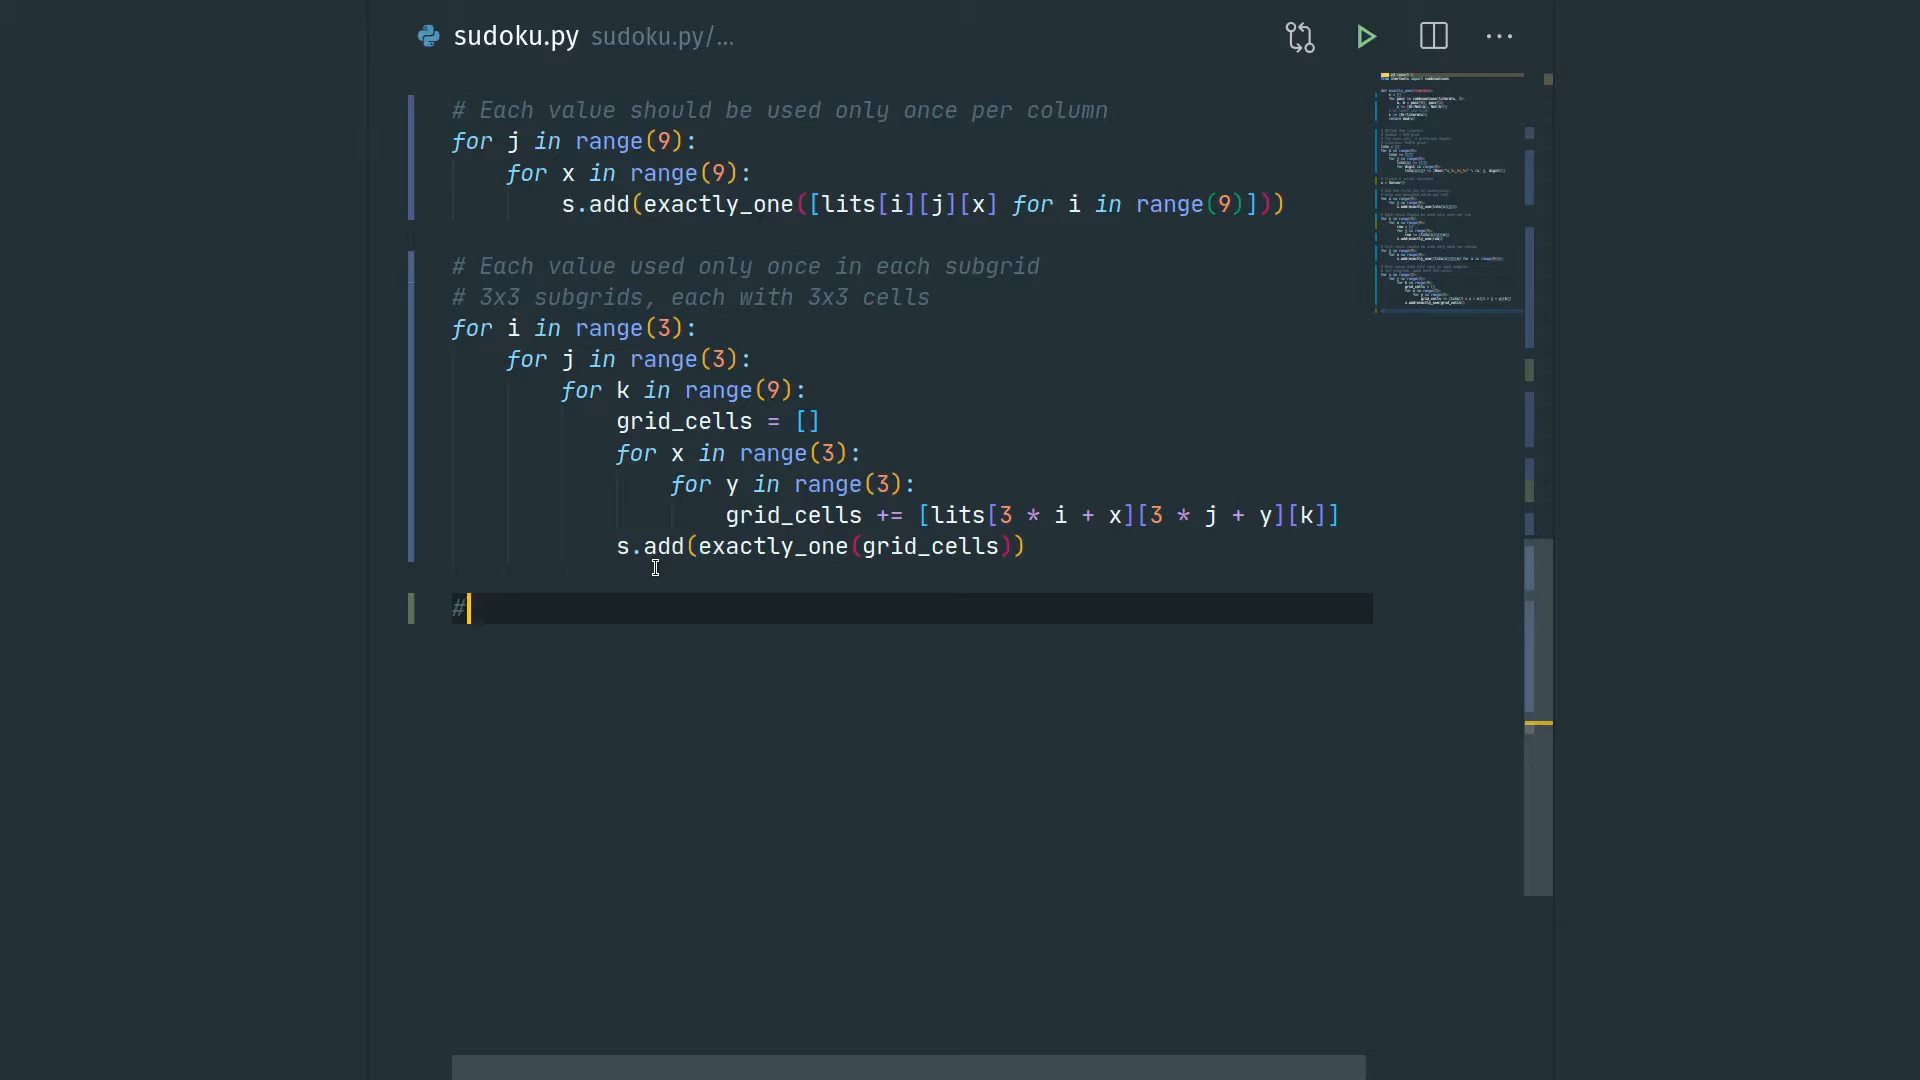 sudoku.py sudoku.py/...
# Each value should be used only once per column
for j in range(9):
    for x in range(9):
        s.add(exactly_one([lits[i][j][x] for i in range(9)]))
# Each value used only once in each subgrid
# 3x3 subgrids, each with 3x3 cells
for i in range(3):
    for j in range(3):
        for k in range(9):
            grid_cells = []
            for x in range(3):
                for y in range(3):
                    grid_cells += [lits[3 * i + x][3 * j + y][k]]
            s.add(exactly_one(grid_cells))
#